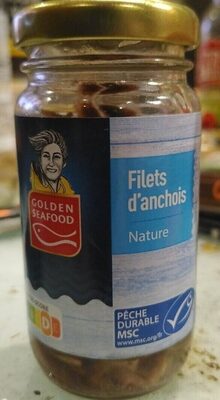 Filets
d'anchois
Nature
GOLDEN
SEAFOOD
D
PÊCHE
DURABLE
MSC
www.msc.org/fr